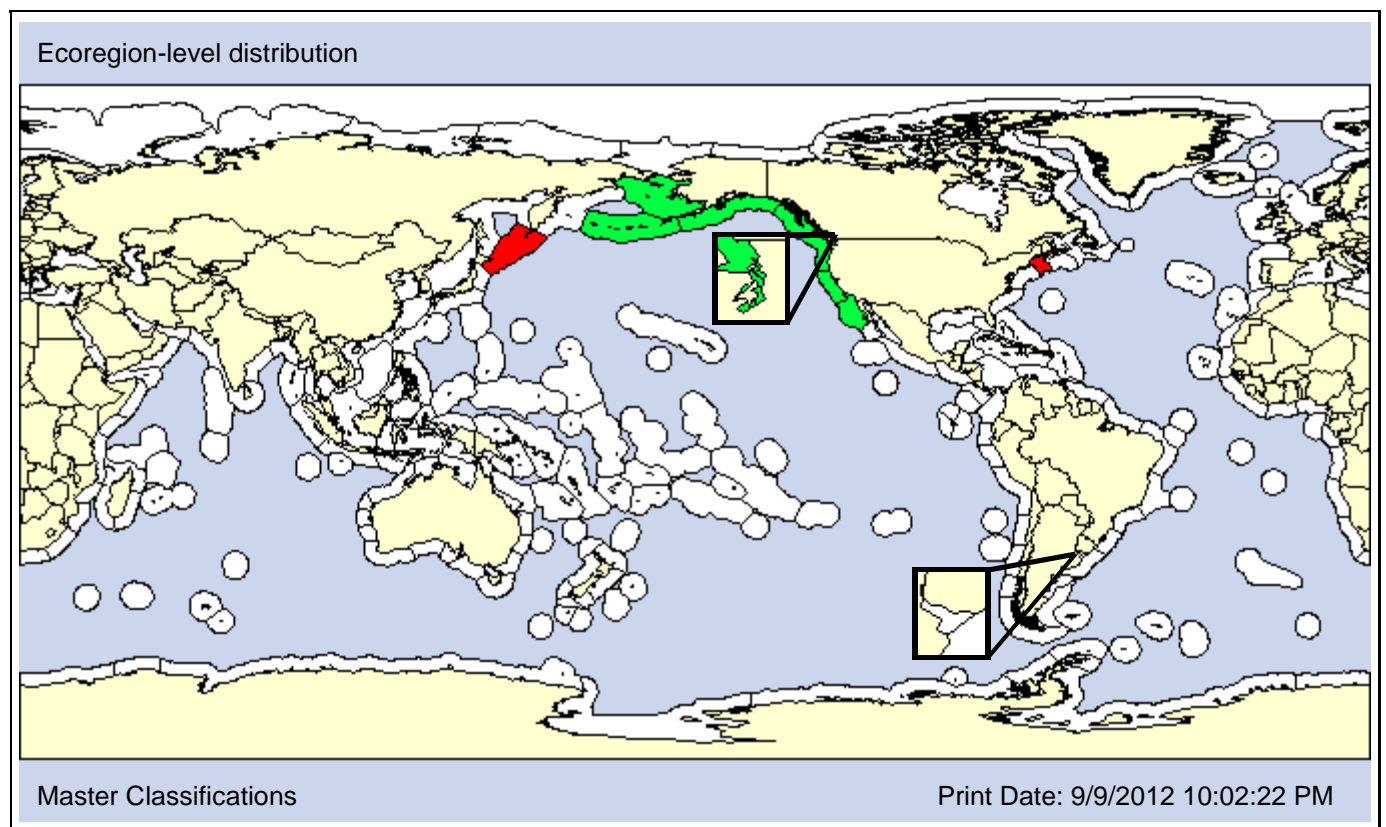 Ecoregion-level distribution
Master Classifications
Print Date: 9/9/2012 10:02:22 PM